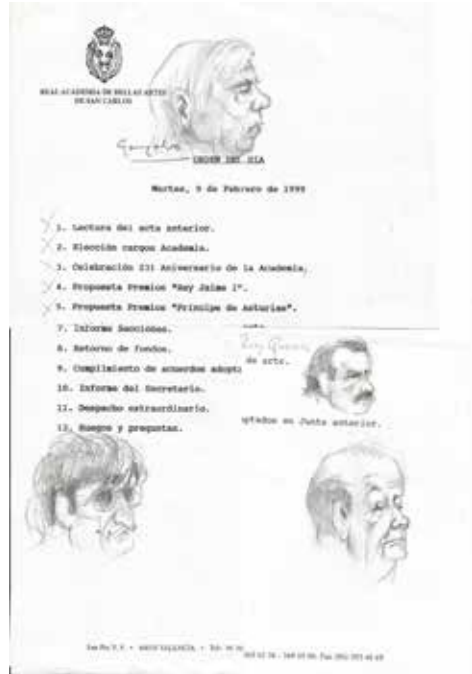 REAL ACADEMIA DE BELLAS ARTES
DE SAN CARLOS
ORDEN DEL DIA
Martes, 9 de Febrero de 1999
1. Lectura del acta anterior.
2. Elección cargos Academia.
3. Celebración 231 Aniversario de la Academia.
4. Propuesta Premios "Rey Jaime I".
5. Propuesta Premios "Príncipe de Asturias".
7. Informe Secciones.
8. Retorno de fondos.
de arte.
9. Cumplimiento de acuerdos adopt
10. Informe del Secretario.
11. Despacho extraordinario.
ptados en Junta anterior.
12. Ruegos y preguntas.
VALENCIA